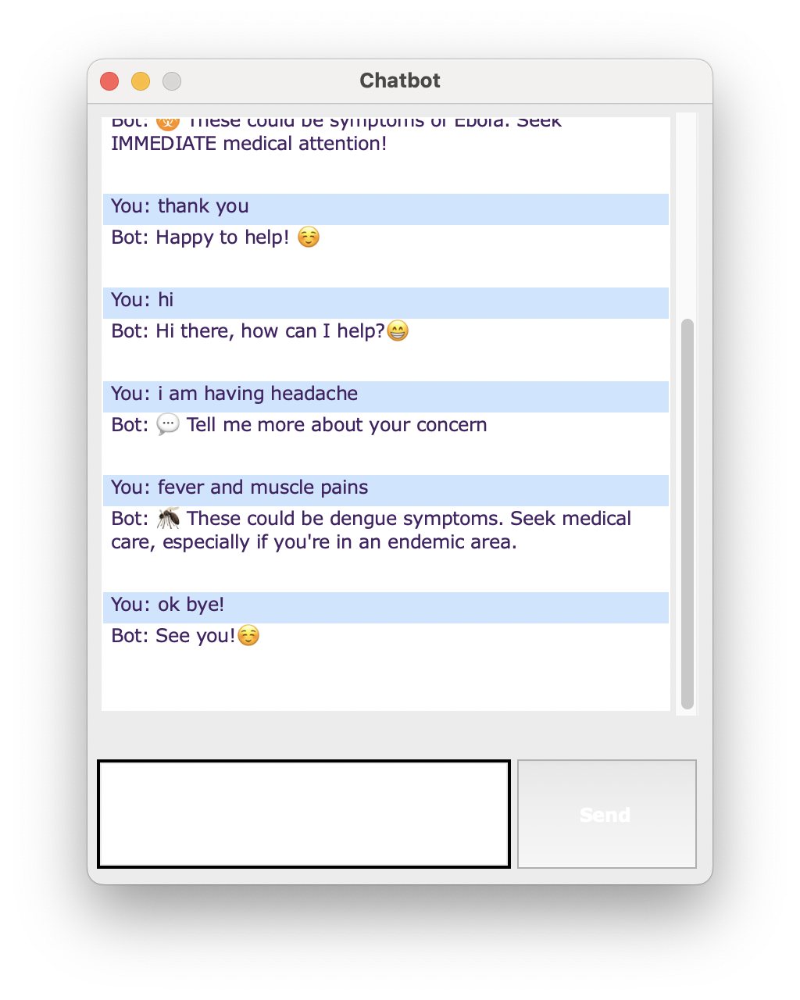 Chatbot
Bot: ☣️ These could be symptoms of Ebola. Seek
IMMEDIATE medical attention!
You: thank you
Bot: Happy to help! ☺️
You: hi
Bot: Hi there, how can I help?😁
You: i am having headache
Bot: 💬 Tell me more about your concern
You: fever and muscle pains
Bot: 🦟 These could be dengue symptoms. Seek medical
care, especially if you're in an endemic area.
You: ok bye!
Bot: See you!☺️
Send